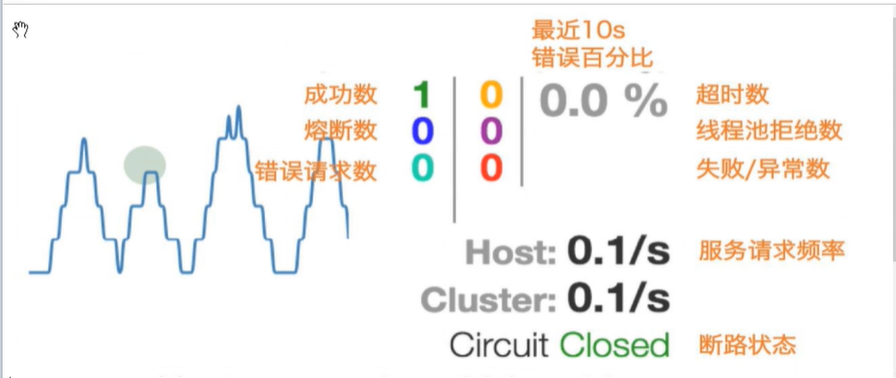 最近10s
错误百分比
成功数 1 0 0.0 % 超时数
熔断数 0 0 线程池拒绝数
错误请求数 0 0 失败/异常数
Host: 0.1/s 服务请求频率
Cluster: 0.1/s
Circuit Closed 断路状态